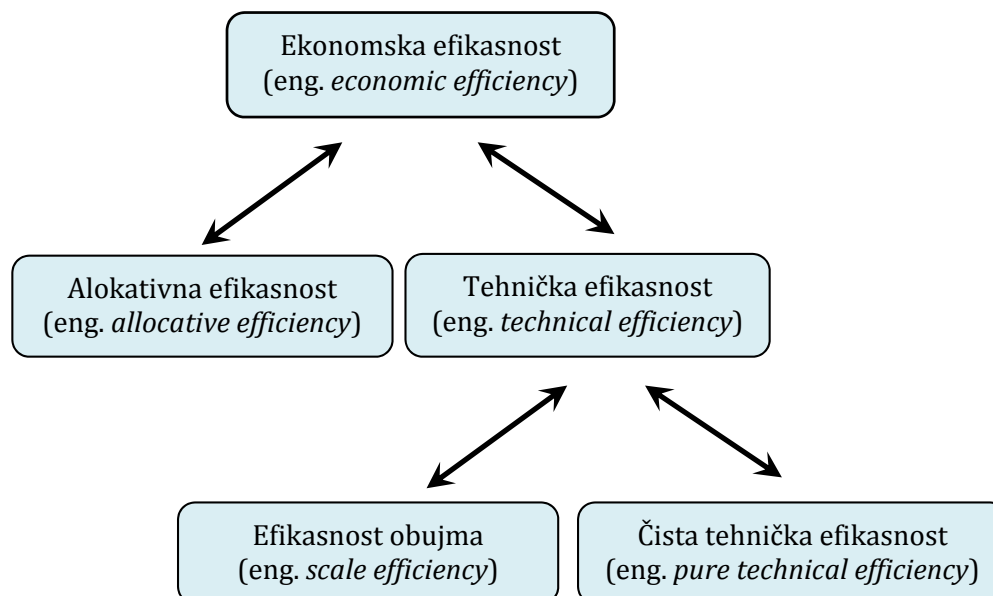 Ekonomska efikasnost
(eng. economic efficiency)
Alokativna efikasnost
(eng. allocative efficiency)
Tehnička efikasnost
(eng. technical efficiency)
Efikasnost obujma
(eng. scale efficiency)
Čista tehnička efikasnost
(eng. pure technical efficiency)